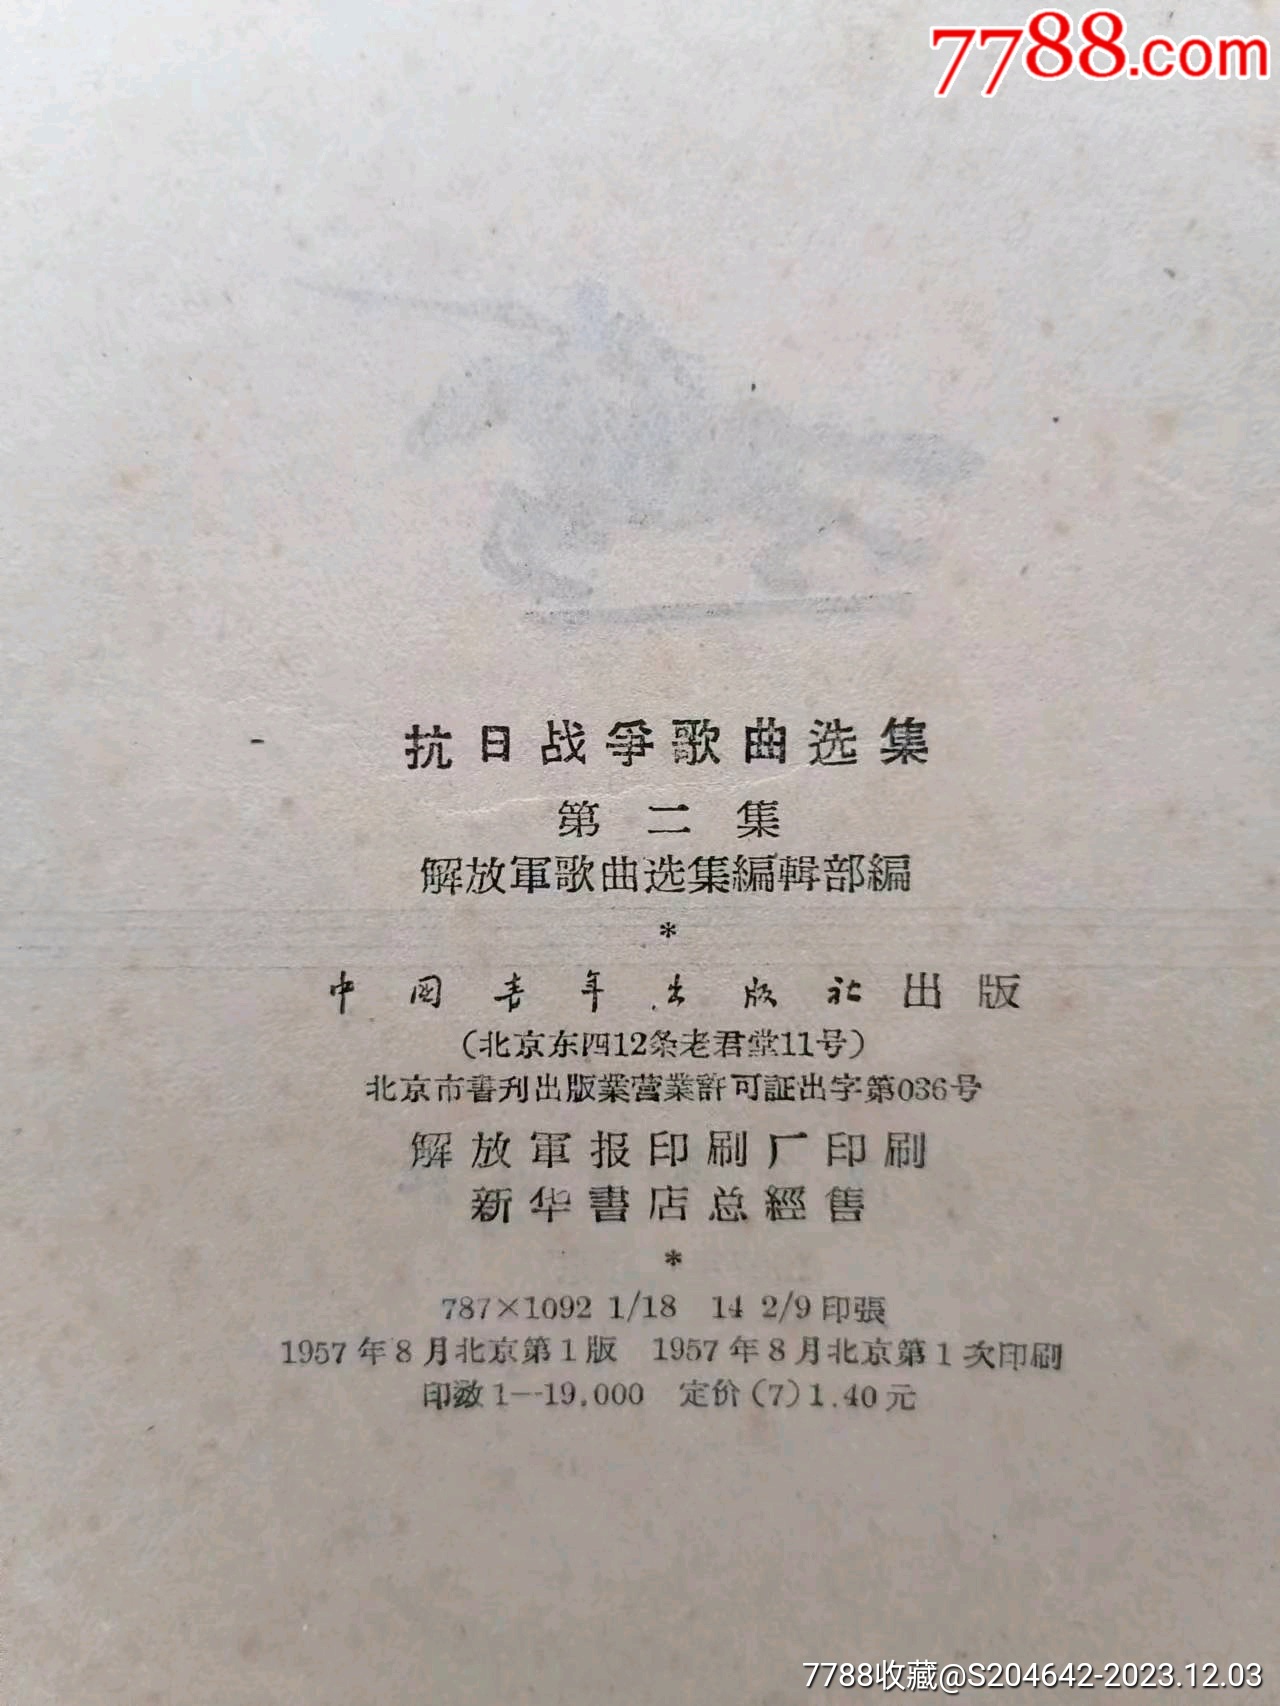 7788.com
抗日战爭歌曲选集
第二集
解放軍歌曲选集編輯部編
*
中国青年出版社出版
(北京东四12条老君堂11号)
北京市書刊出版業营業許可証出字第036号
解放軍报印刷厂印刷
新华書店总經售
*
787×1092 1/18 14 2/9印張
1957年8月北京第1版 1957年8月北京第1次印刷
印数1—19,000 定价(7)1.40元
7788收藏@S204642-2023.12.03